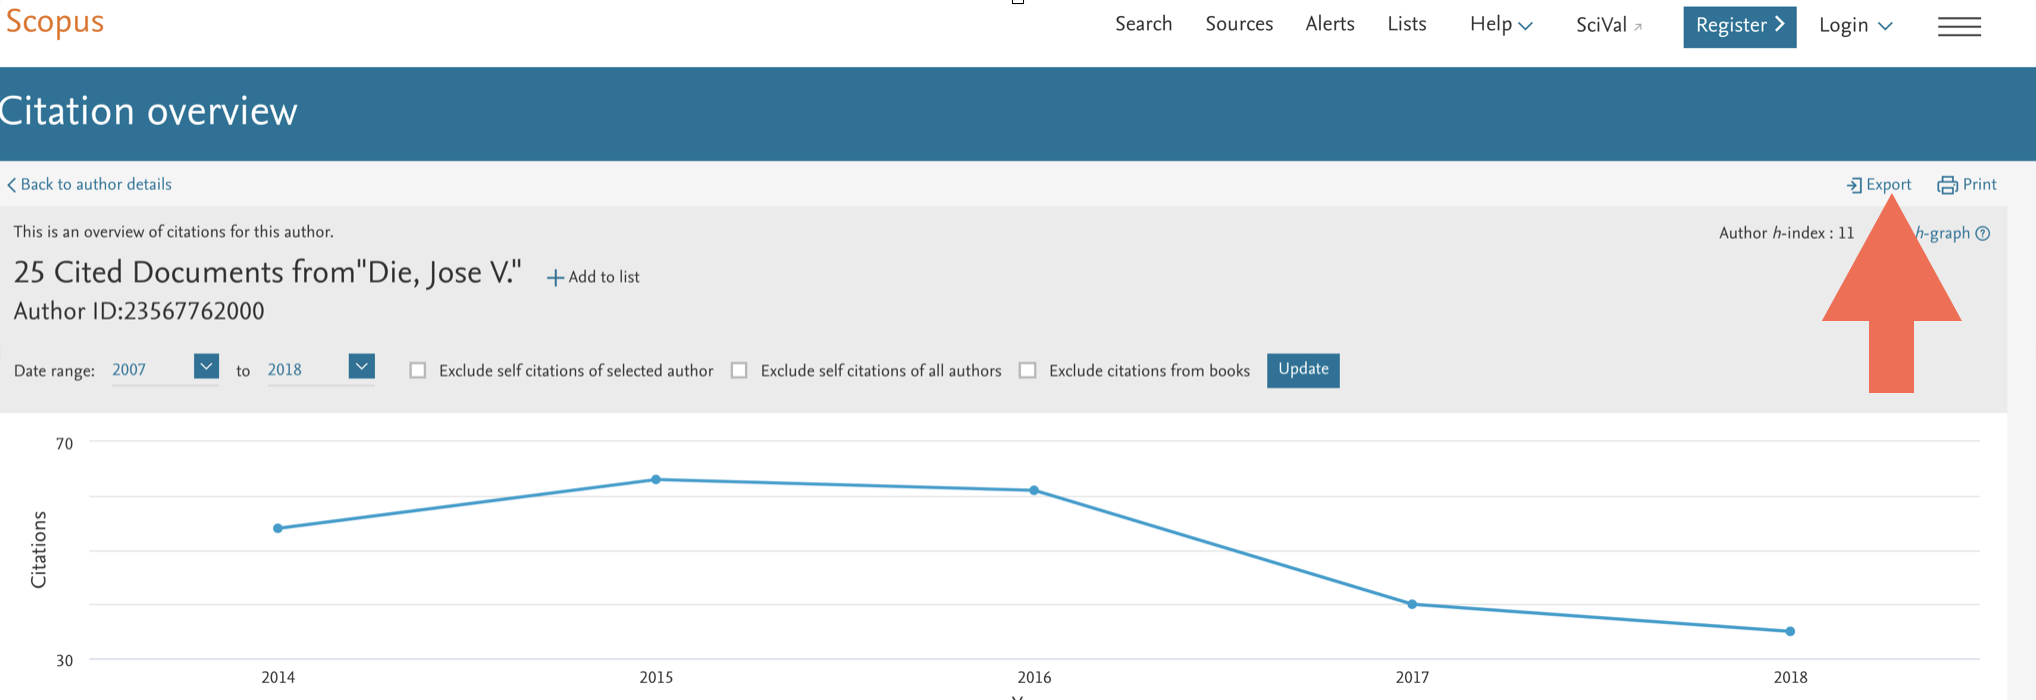 Scopus
Search Sources Alerts Lists Help SciVal Register Login
Citation overview
Back to author details
Export Print
This is an overview of citations for this author.
Author h-index : 11 h-graph
25 Cited Documents from"Die, Jose V." Add to list
Author ID:23567762000
Date range: 2007 to 2018 Exclude self citations of selected author Exclude self citations of all authors Exclude citations from books Update
70
Citations
30
2014 2015 2016 2017 2018